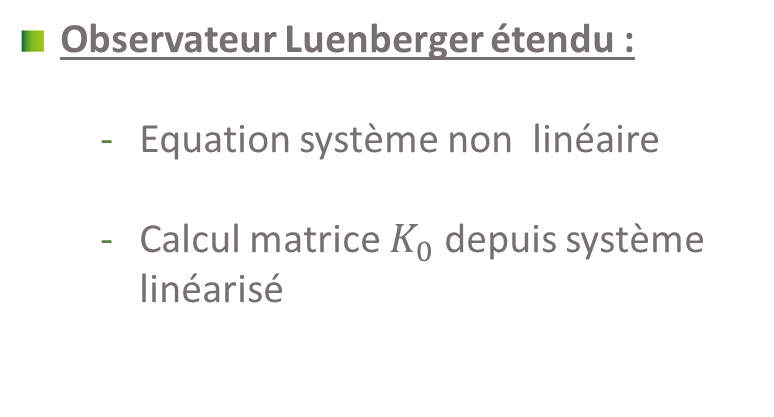 Observateur Luenberger étendu :
- Equation système non linéaire
- Calcul matrice K₀ depuis système
linéarisé